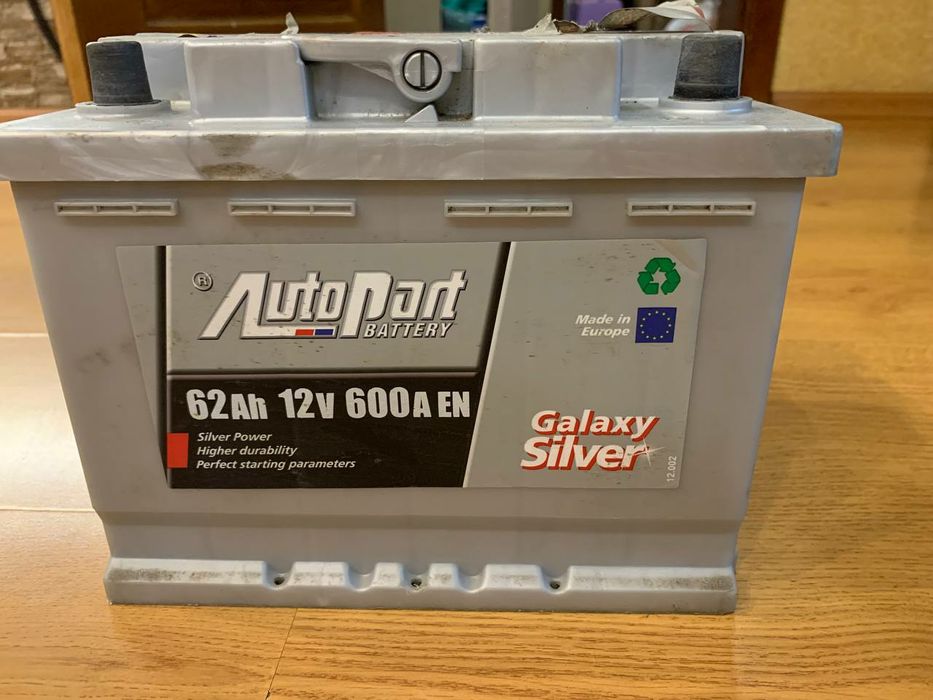 ®
AutoPart
BATTERY
62Ah 12v 600A EN
Silver Power
Higher durability
Perfect starting parameters
Made in
Europe
Galaxy
Silver
12.002